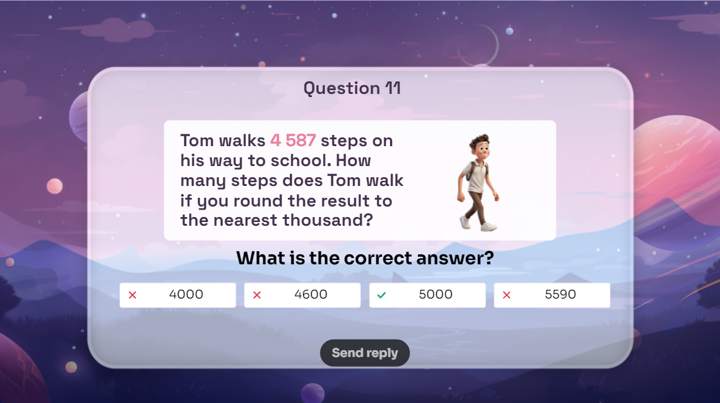 Question 11
Tom walks 4 587 steps on
his way to school. How
many steps does Tom walk
if you round the result to
the nearest thousand?
What is the correct answer?
4000
4600
5000
5590
Send reply